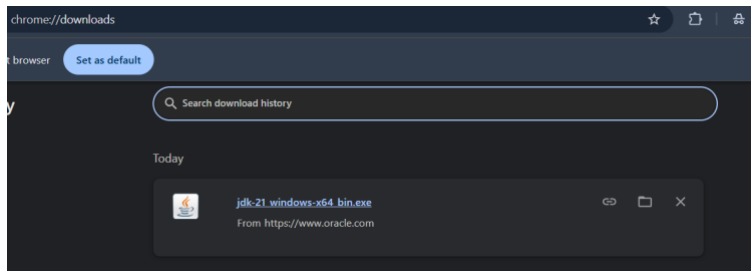 chrome://downloads
t browser Set as default
y
Search download history
Today
jdk-21_windows-x64_bin.exe
From https://www.oracle.com